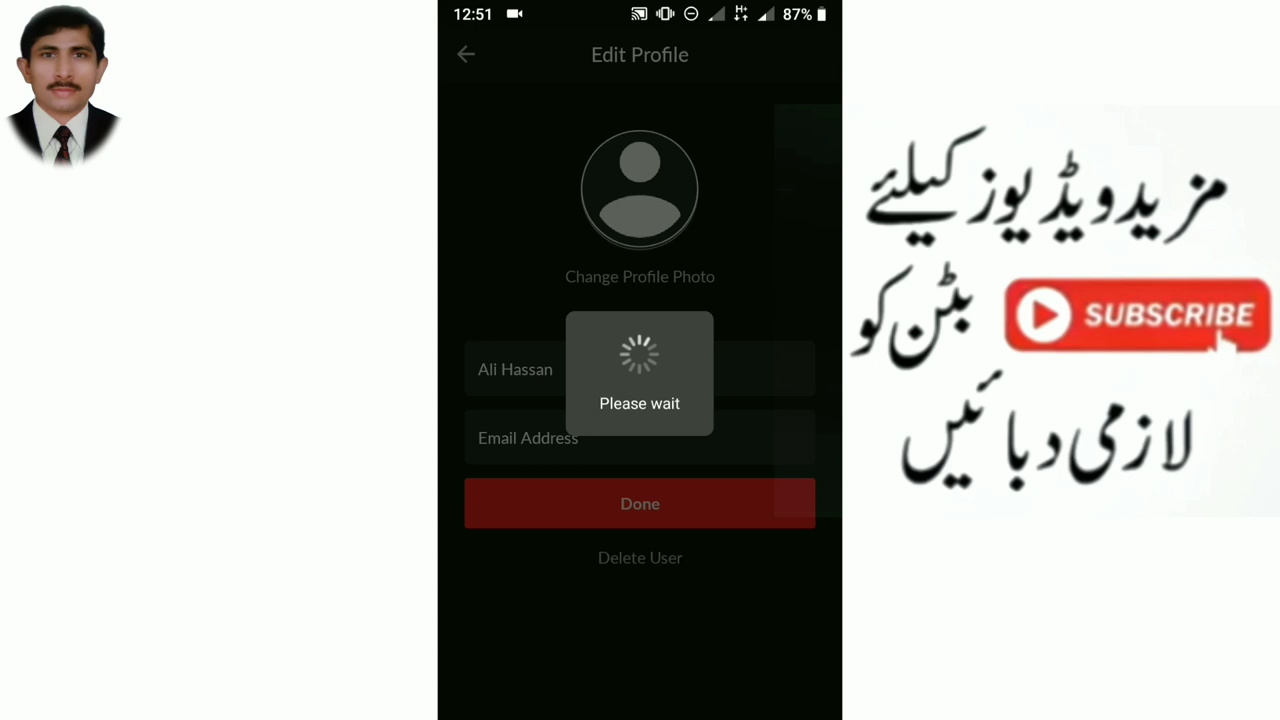 12:51 H+ 87%
Edit Profile
Change Profile Photo
Ali Hassan
Please wait
Email Address
Done
Delete User
مزید ویڈیوز کیلئے
SUBSCRIBE بٹن کو
لازمی دبائیں